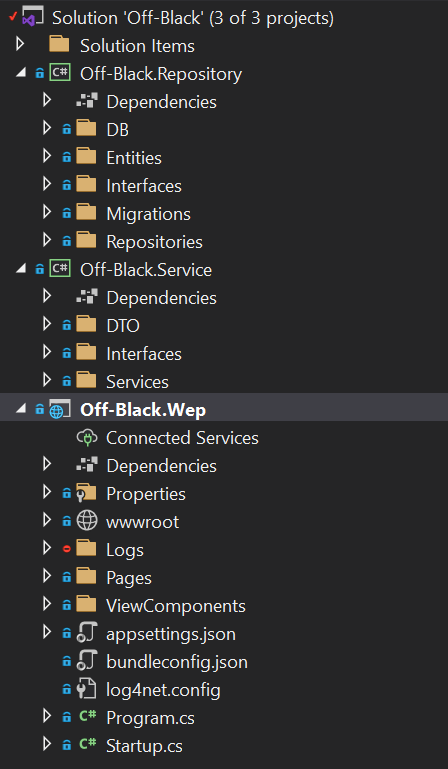 Solution 'Off-Black' (3 of 3 projects)
Solution Items
C# Off-Black.Repository
Dependencies
DB
Entities
Interfaces
Migrations
Repositories
C# Off-Black.Service
Dependencies
DTO
Interfaces
Services
Off-Black.Wep
Connected Services
Dependencies
Properties
wwwroot
Logs
Pages
ViewComponents
appsettings.json
bundleconfig.json
log4net.config
C# Program.cs
C# Startup.cs